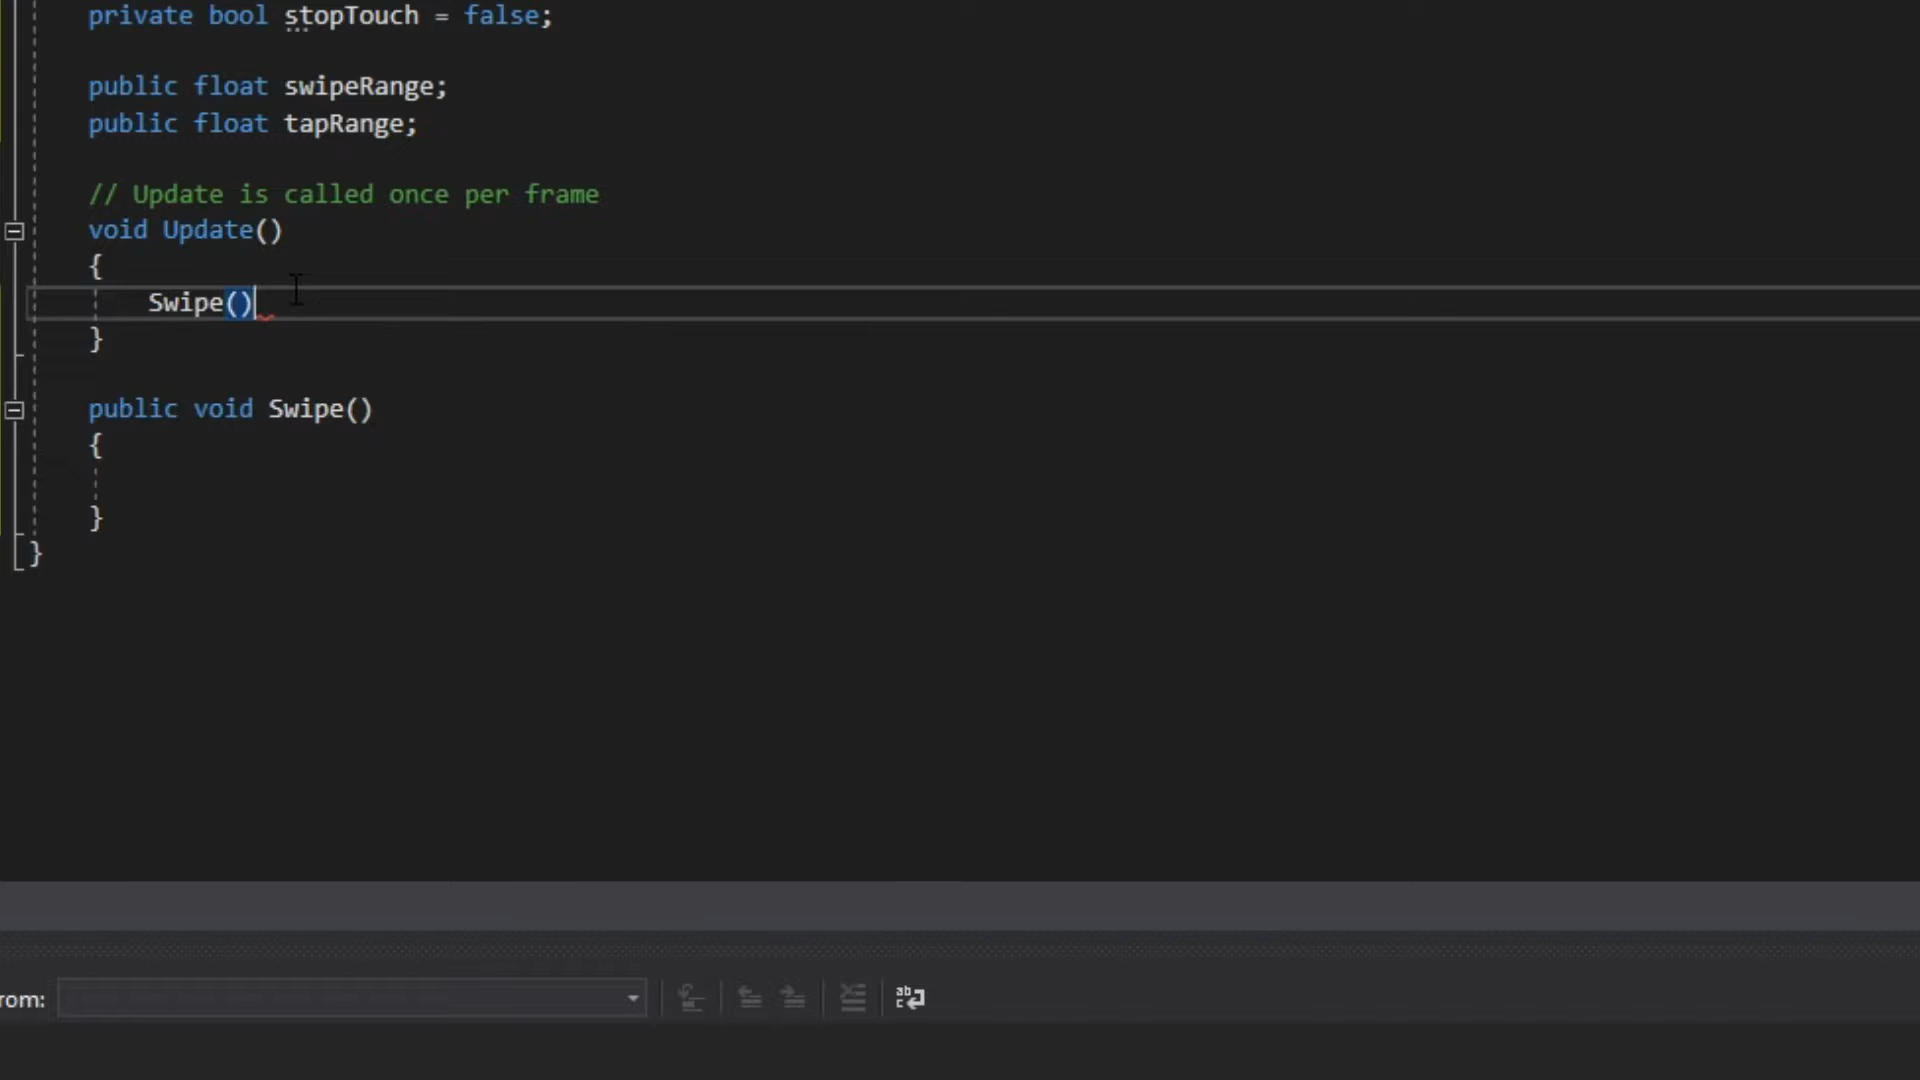 private bool stopTouch = false;
public float swipeRange;
public float tapRange;
// Update is called once per frame
void Update()
{
Swipe()
}
public void Swipe()
{
}
}
rom: